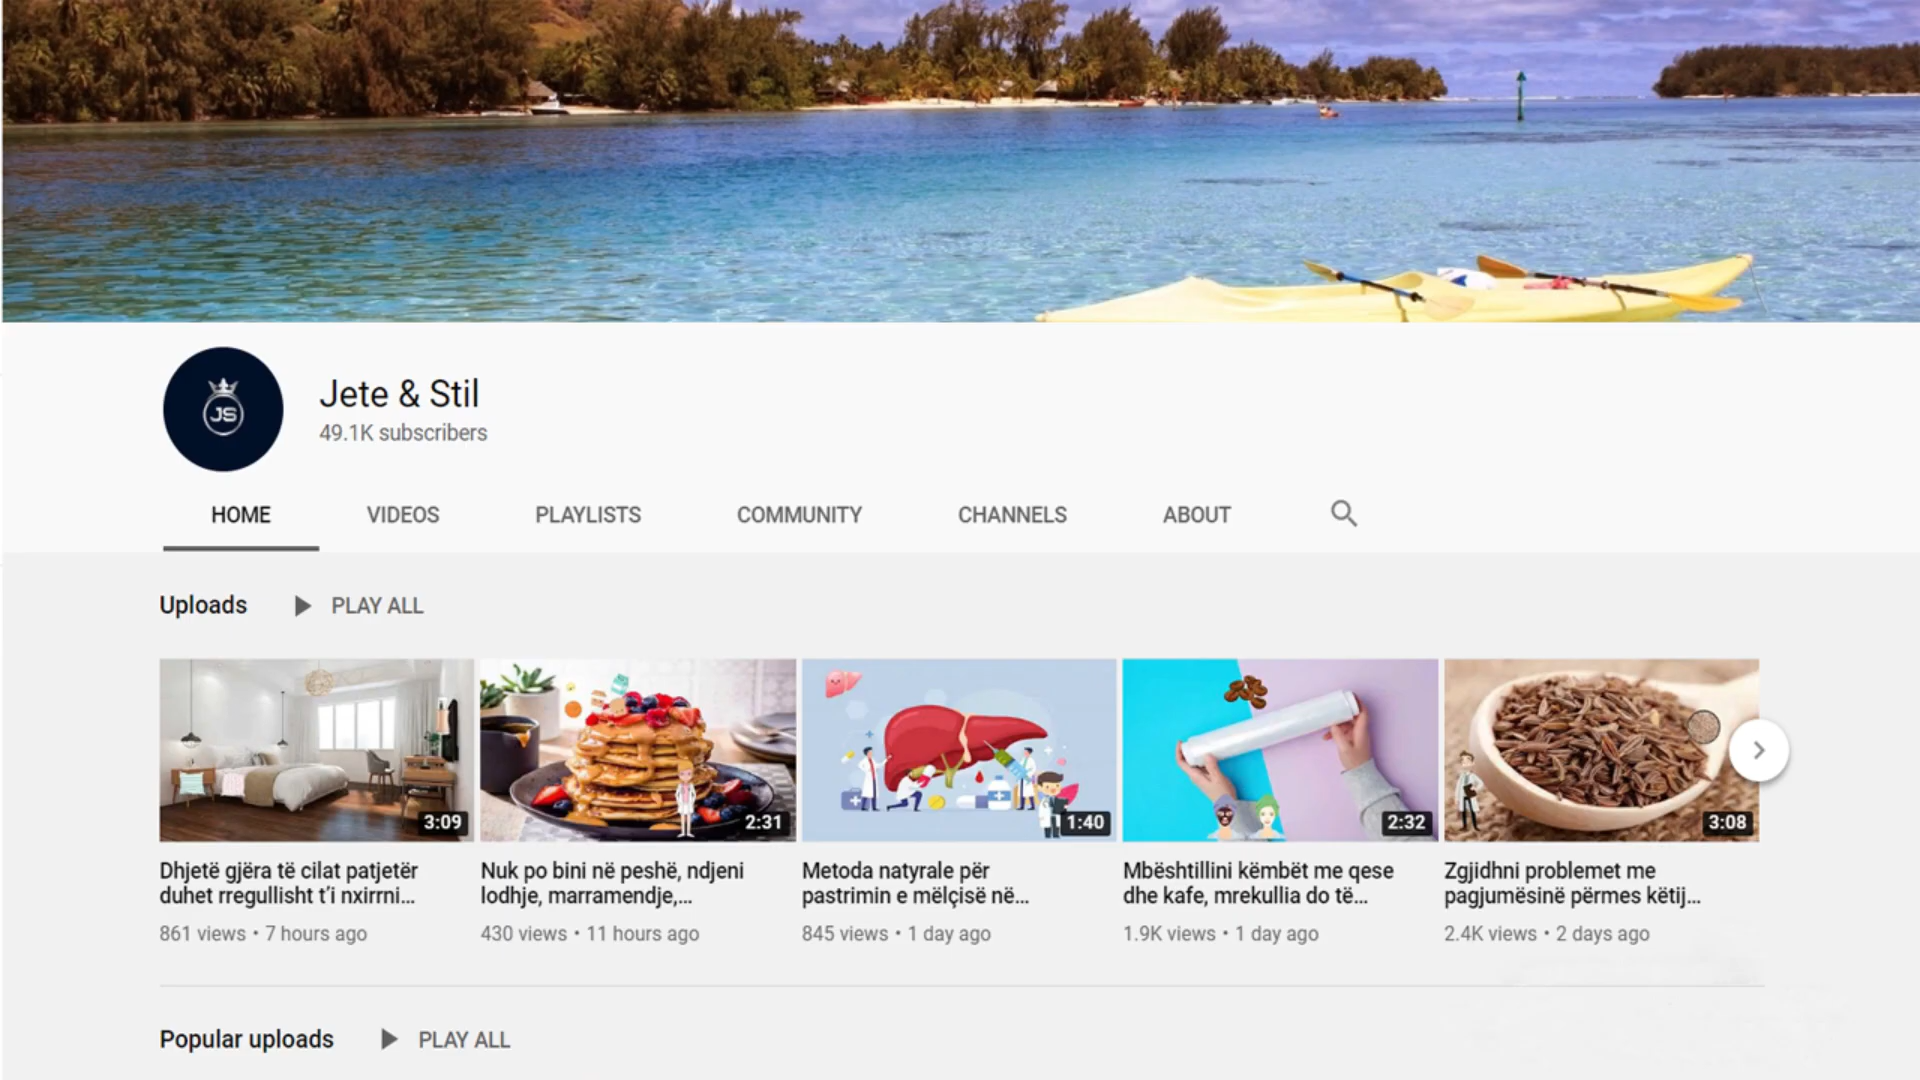 JS
Jete & Stil
49.1K subscribers
HOME VIDEOS PLAYLISTS COMMUNITY CHANNELS ABOUT
Uploads PLAY ALL
3:09 2:31 1:40 2:32 3:08
Dhjetë gjëra të cilat patjetër
duhet rregullisht t’i nxirrni...
861 views • 7 hours ago
Nuk po bini në peshë, ndjeni
lodhje, marramendje,...
430 views • 11 hours ago
Metoda natyrale për
pastrimin e mëlçisë në...
845 views • 1 day ago
Mbështillini këmbët me qese
dhe kafe, mrekullia do të...
1.9K views • 1 day ago
Zgjidhni problemet me
pagjumësinë përmes këtij...
2.4K views • 2 days ago
Popular uploads PLAY ALL